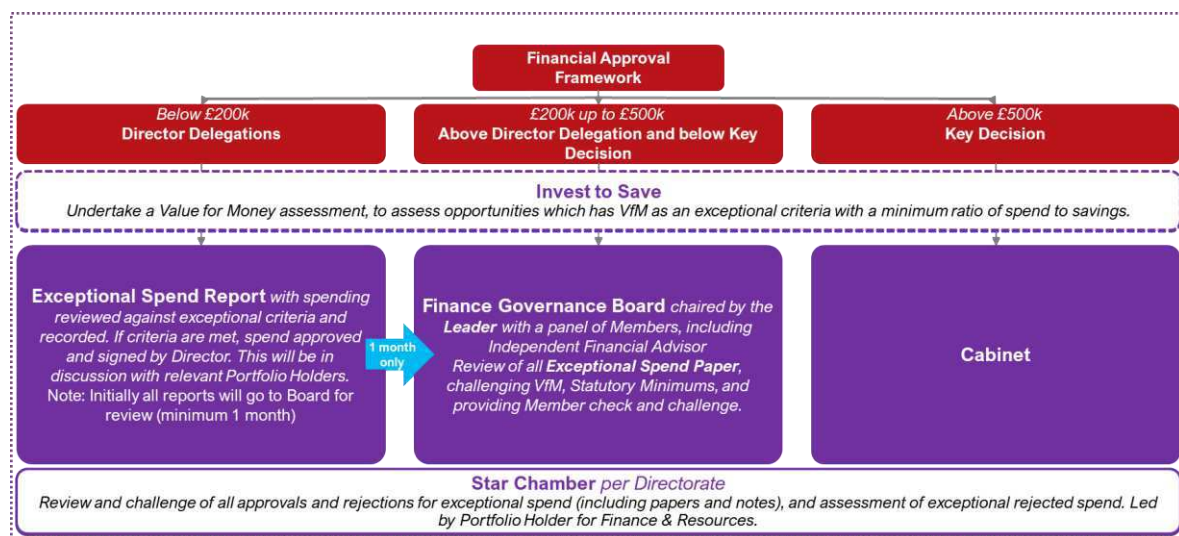 Financial Approval
Framework
Below £200k
Director Delegations
£200k up to £500k
Above Director Delegation and below Key
Decision
Above £500k
Key Decision
Invest to Save
Undertake a Value for Money assessment, to assess opportunities which has VfM as an exceptional criteria with a minimum ratio of spend to savings.
Exceptional Spend Report with spending
reviewed against exceptional criteria and
recorded. If criteria are met, spend approved
and signed by Director. This will be in
discussion with relevant Portfolio Holders.
Note: Initially all reports will go to Board for
review (minimum 1 month)
1 month
only
Finance Governance Board chaired by the
Leader with a panel of Members, including
Independent Financial Advisor
Review of all Exceptional Spend Paper,
challenging VfM, Statutory Minimums, and
providing Member check and challenge.
Cabinet
Star Chamber per Directorate
Review and challenge of all approvals and rejections for exceptional spend (including papers and notes), and assessment of exceptional rejected spend. Led
by Portfolio Holder for Finance & Resources.